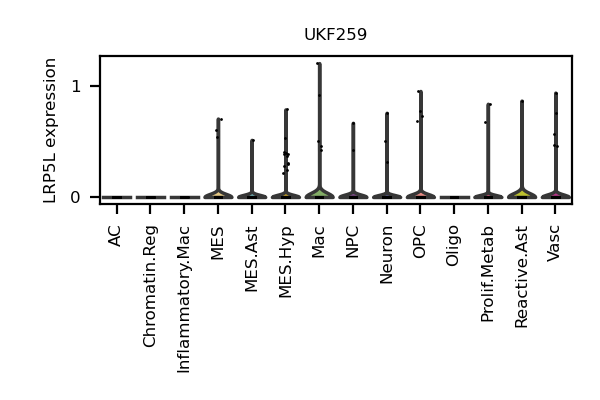 UKF259
LRP5L expression
1
0
AC
Chromatin.Reg
Inflammatory.Mac
MES
MES.Ast
MES.Hyp
Mac
NPC
Neuron
OPC
Oligo
Prolif.Metab
Reactive.Ast
Vasc